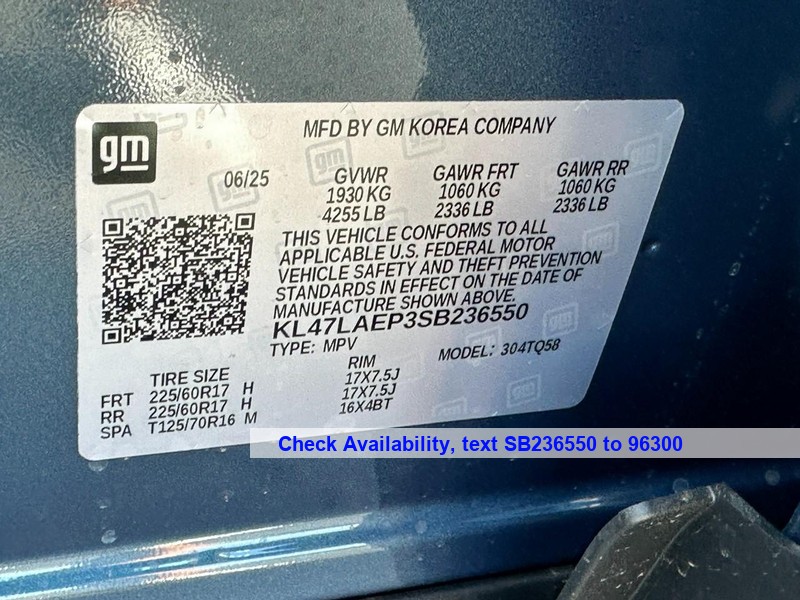 gm
MFD BY GM KOREA COMPANY
06/25 GVWR GAWR FRT GAWR RR
1930 KG 1060 KG 1060 KG
4255 LB 2336 LB 2336 LB
THIS VEHICLE CONFORMS TO ALL
APPLICABLE U.S. FEDERAL MOTOR
VEHICLE SAFETY AND THEFT PREVENTION
STANDARDS IN EFFECT ON THE DATE OF
MANUFACTURE SHOWN ABOVE.
KL47LAEP3SB236550
TYPE: MPV MODEL: 304TQ58
TIRE SIZE RIM
FRT 225/60R17 H 17X7.5J
RR 225/60R17 H 17X7.5J
SPA T125/70R16 M 16X4BT
Check Availability, text SB236550 to 96300